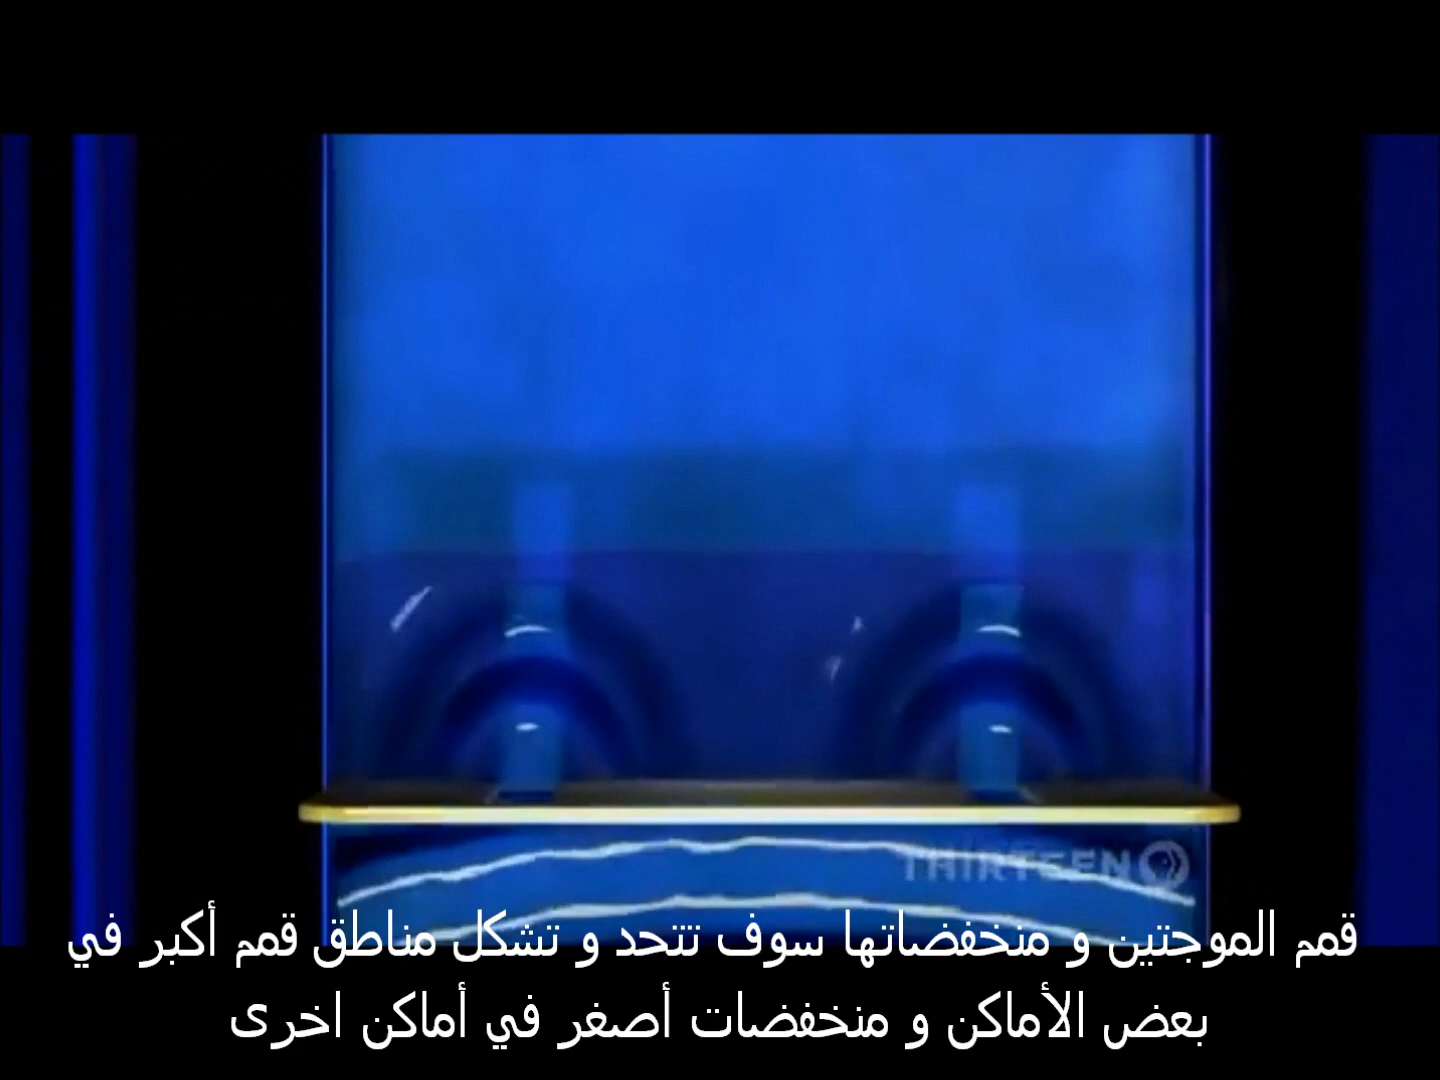 THIRTEEN
قمم الموجتين و منخفضاتها سوف تتحد و تشكل مناطق قمم أكبر في
بعض الأماكن و منخفضات أصغر في أماكن اخرى